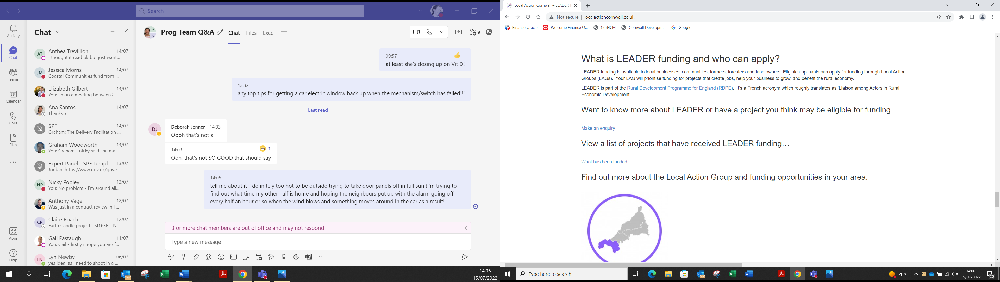 Search
Activity
Chat
Teams
Calendar
Calls
Files
Apps
Help
Chat
AT
Anthea Trevillion 14/07
I thought it read ok but just want...
JM
Jessica Morris 14/07
Coastal Communities fund from ...
Elizabeth Gilbert 14/07
You: I'm in a meeting between 2-...
Ana Santos 14/07
Thanks x
SPF 14/07
Graham: The Delivery Facilitation ...
Graham Woodworth 14/07
You: Graham - nicky said she ma...
Expert Panel - SPF Templ... 13/07
Jordan: https://www.gov.uk/gove...
NP
Nicky Pooley 13/07
You: No problem - i'm around all...
Anthony Vage 12/07
Was just in a contract review in T...
CR
Claire Roach 12/07
Earth Candle project - sf163B - N...
Gail Eastaugh 11/07
You: Gail - firstly i hope you are f...
LN
Lyn Newby 06/07
yes Ideal as I need to shoot in a ...
A
C
Prog Team Q&A Chat Files Excel 9
09:57 1
at least she's dosing up on Vit D!
13:32
any top tips for getting a car electric window back up when the mechanism/switch has failed!!!
Last read
DJ
Deborah Jenner 14:03
Oooh that's not s
14:03 1
Ooh, that's not SO GOOD that should say
14:05
tell me about it - definitely too hot to be outside trying to take door panels off in full sun (i'm trying to
find out what time my other half is home and hoping the neighbours put up with the alarm going off
every half an hour or so when the wind blows and something moves around in the car as a result!
3 or more chat members are out of office and may not respond
Type a new message
GIF
14:06
15/07/2022
Local Action Cornwall – LEADER f
Not secure | localactioncornwall.co.uk
Finance Oracle Welcome Finance O... CorHCM Cornwall Developm... Google
What is LEADER funding and who can apply?
LEADER funding is available to local businesses, communities, farmers, foresters and land owners. Eligible applicants can apply for funding through Local Action
Groups (LAGs). Your LAG will prioritise funding for projects that create jobs, help your business to grow, and benefit the rural economy.
LEADER is part of the Rural Development Programme for England (RDPE). It's a French acronym which roughly translates as 'Liaison among Actors in Rural
Economic Development'.
Want to know more about LEADER or have a project you think may be eligible for funding…
Make an enquiry
View a list of projects that have received LEADER funding…
What has been funded
Find out more about the Local Action Group and funding opportunities in your area:
Type here to search
20°C
14:06
15/07/2022
20